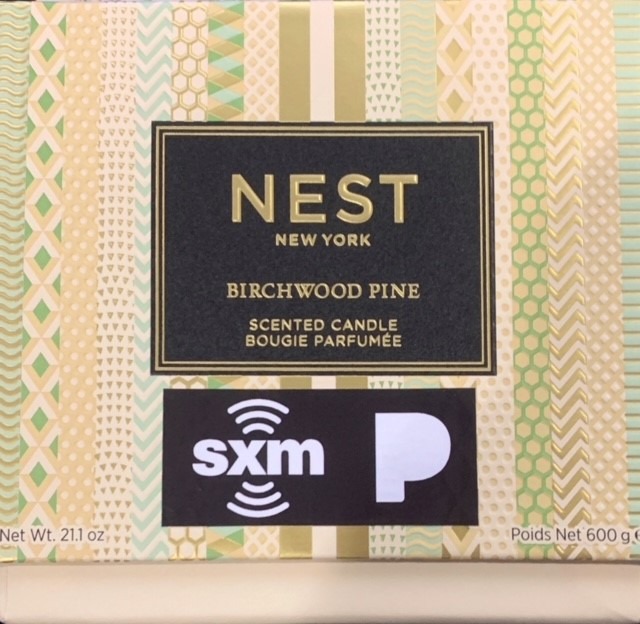 NEST
NEW YORK
BIRCHWOOD PINE
SCENTED CANDLE
BOUGIE PARFUMÉE
sxm P
Net Wt. 21.1 oz Poids Net 600 g ℮